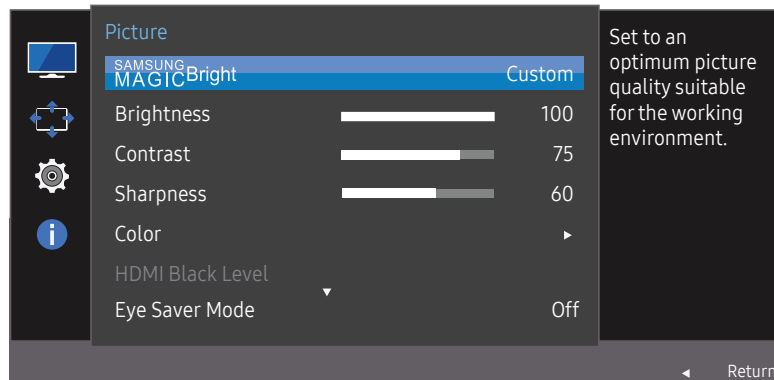 Picture
SAMSUNG
MAGICBright Custom
Brightness 100
Contrast 75
Sharpness 60
Color
HDMI Black Level
Eye Saver Mode Off
Set to an
optimum picture
quality suitable
for the working
environment.
Return